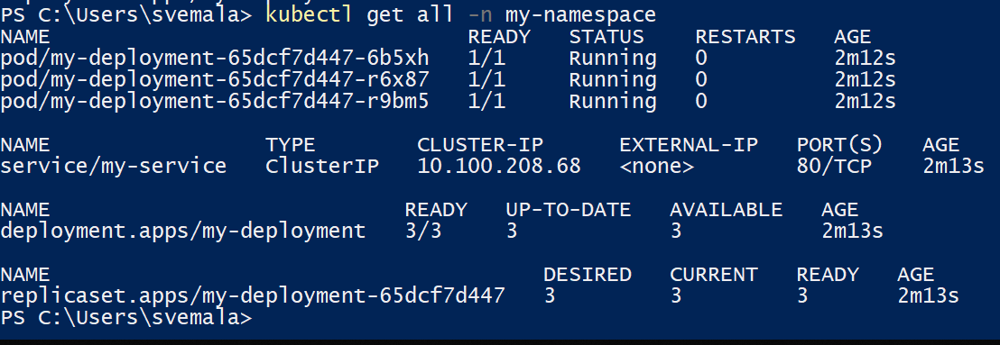 PS C:\Users\svemala> kubectl get all -n my-namespace
NAME READY STATUS RESTARTS AGE
pod/my-deployment-65dcf7d447-6b5xh 1/1 Running 0 2m12s
pod/my-deployment-65dcf7d447-r6x87 1/1 Running 0 2m12s
pod/my-deployment-65dcf7d447-r9bm5 1/1 Running 0 2m12s
NAME TYPE CLUSTER-IP EXTERNAL-IP PORT(S) AGE
service/my-service ClusterIP 10.100.208.68 <none> 80/TCP 2m13s
NAME READY UP-TO-DATE AVAILABLE AGE
deployment.apps/my-deployment 3/3 3 3 2m13s
NAME DESIRED CURRENT READY AGE
replicaset.apps/my-deployment-65dcf7d447 3 3 3 2m13s
PS C:\Users\svemala>